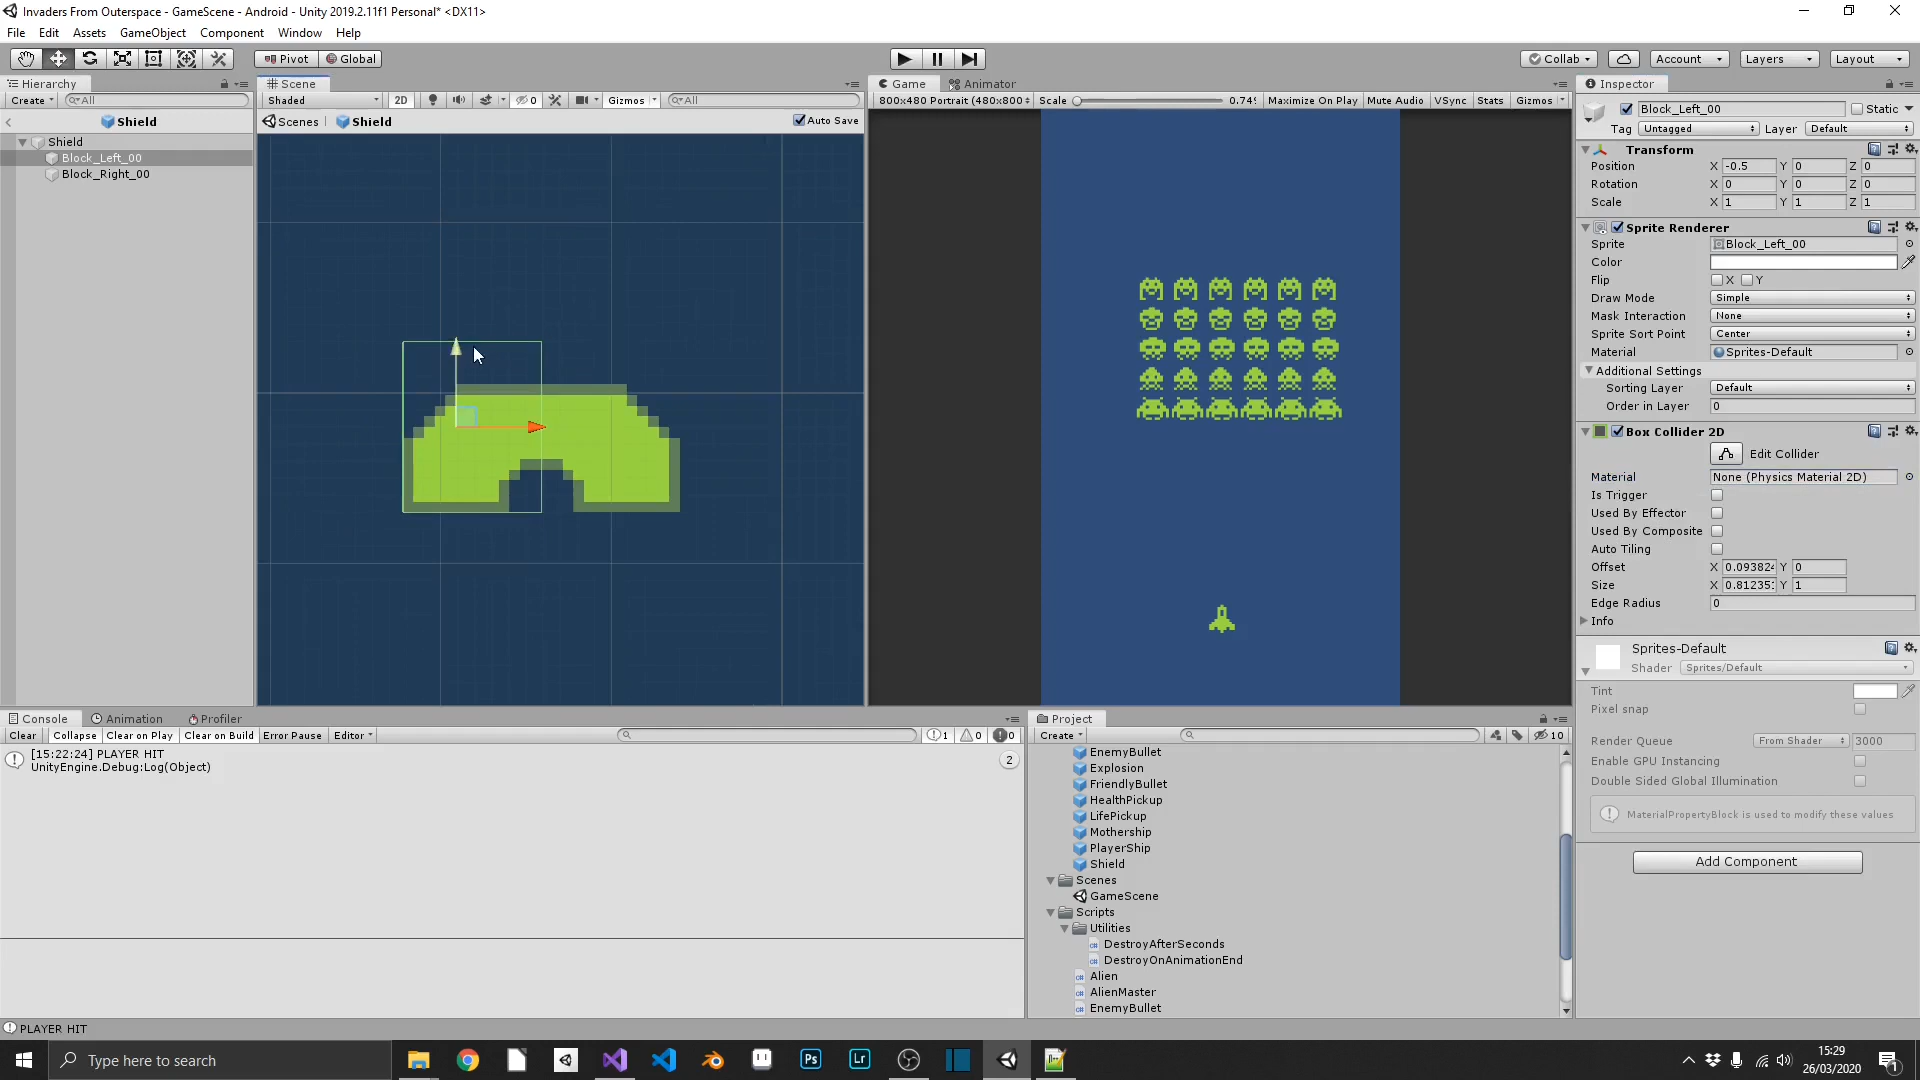 Invaders From Outerspace - GameScene - Android - Unity 2019.2.11f1 Personal* <DX11>
File Edit Assets GameObject Component Window Help
Pivot Global
Collab Account Layers Layout
Hierarchy
Create All
Shield
Shield
Block_Left_00
Block_Right_00
Scene
Shaded 2D 0 Gizmos All
Scenes Shield Auto Save
Game Animator
800x480 Portrait (480x800 Scale 0.74 Maximize On Play Mute Audio VSync Stats Gizmos
Inspector
Block_Left_00 Static
Tag Untagged Layer Default
Transform
Position X -0.5 Y 0 Z 0
Rotation X 0 Y 0 Z 0
Scale X 1 Y 1 Z 1
Sprite Renderer
Sprite Block_Left_00
Color
Flip X Y
Draw Mode Simple
Mask Interaction None
Sprite Sort Point Center
Material Sprites-Default
Additional Settings
Sorting Layer Default
Order in Layer 0
Box Collider 2D
Edit Collider
Material None (Physics Material 2D)
Is Trigger
Used By Effector
Used By Composite
Auto Tiling
Offset X 0.09382 Y 0
Size X 0.81235 Y 1
Edge Radius 0
Info
Sprites-Default
Shader Sprites/Default
Tint
Pixel snap
Render Queue From Shader 3000
Enable GPU Instancing
Double Sided Global Illumination
MaterialPropertyBlock is used to modify these values
Add Component
Console Animation Profiler
Clear Collapse Clear on Play Clear on Build Error Pause Editor 1 0 0
[15:22:24] PLAYER HIT
UnityEngine.Debug:Log(Object)
2
Project
Create 10
EnemyBullet
Explosion
FriendlyBullet
HealthPickup
LifePickup
Mothership
PlayerShip
Shield
Scenes
GameScene
Scripts
Utilities
DestroyAfterSeconds
DestroyOnAnimationEnd
Alien
AlienMaster
EnemyBullet
PLAYER HIT
Type here to search
Ps
Lr
15:29
26/03/2020
1